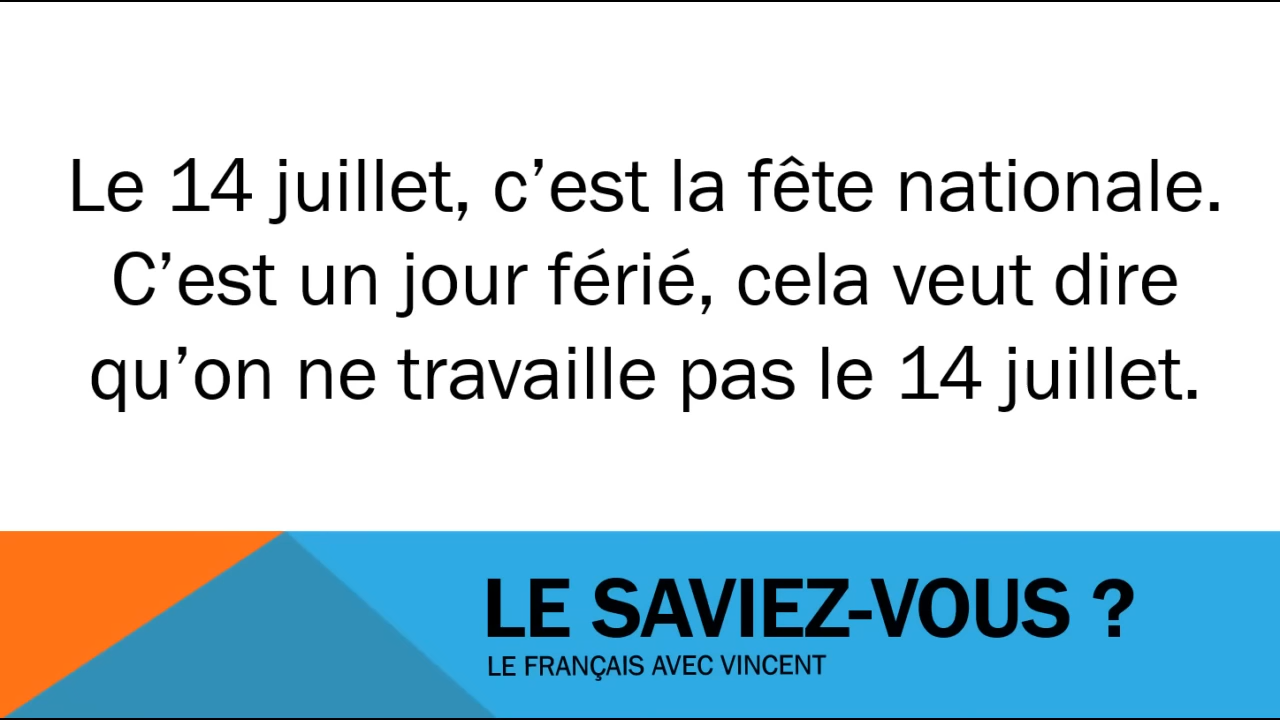 Le 14 juillet, c’est la fête nationale.
C’est un jour férié, cela veut dire
qu’on ne travaille pas le 14 juillet.
LE SAVIEZ-VOUS ?
LE FRANÇAIS AVEC VINCENT